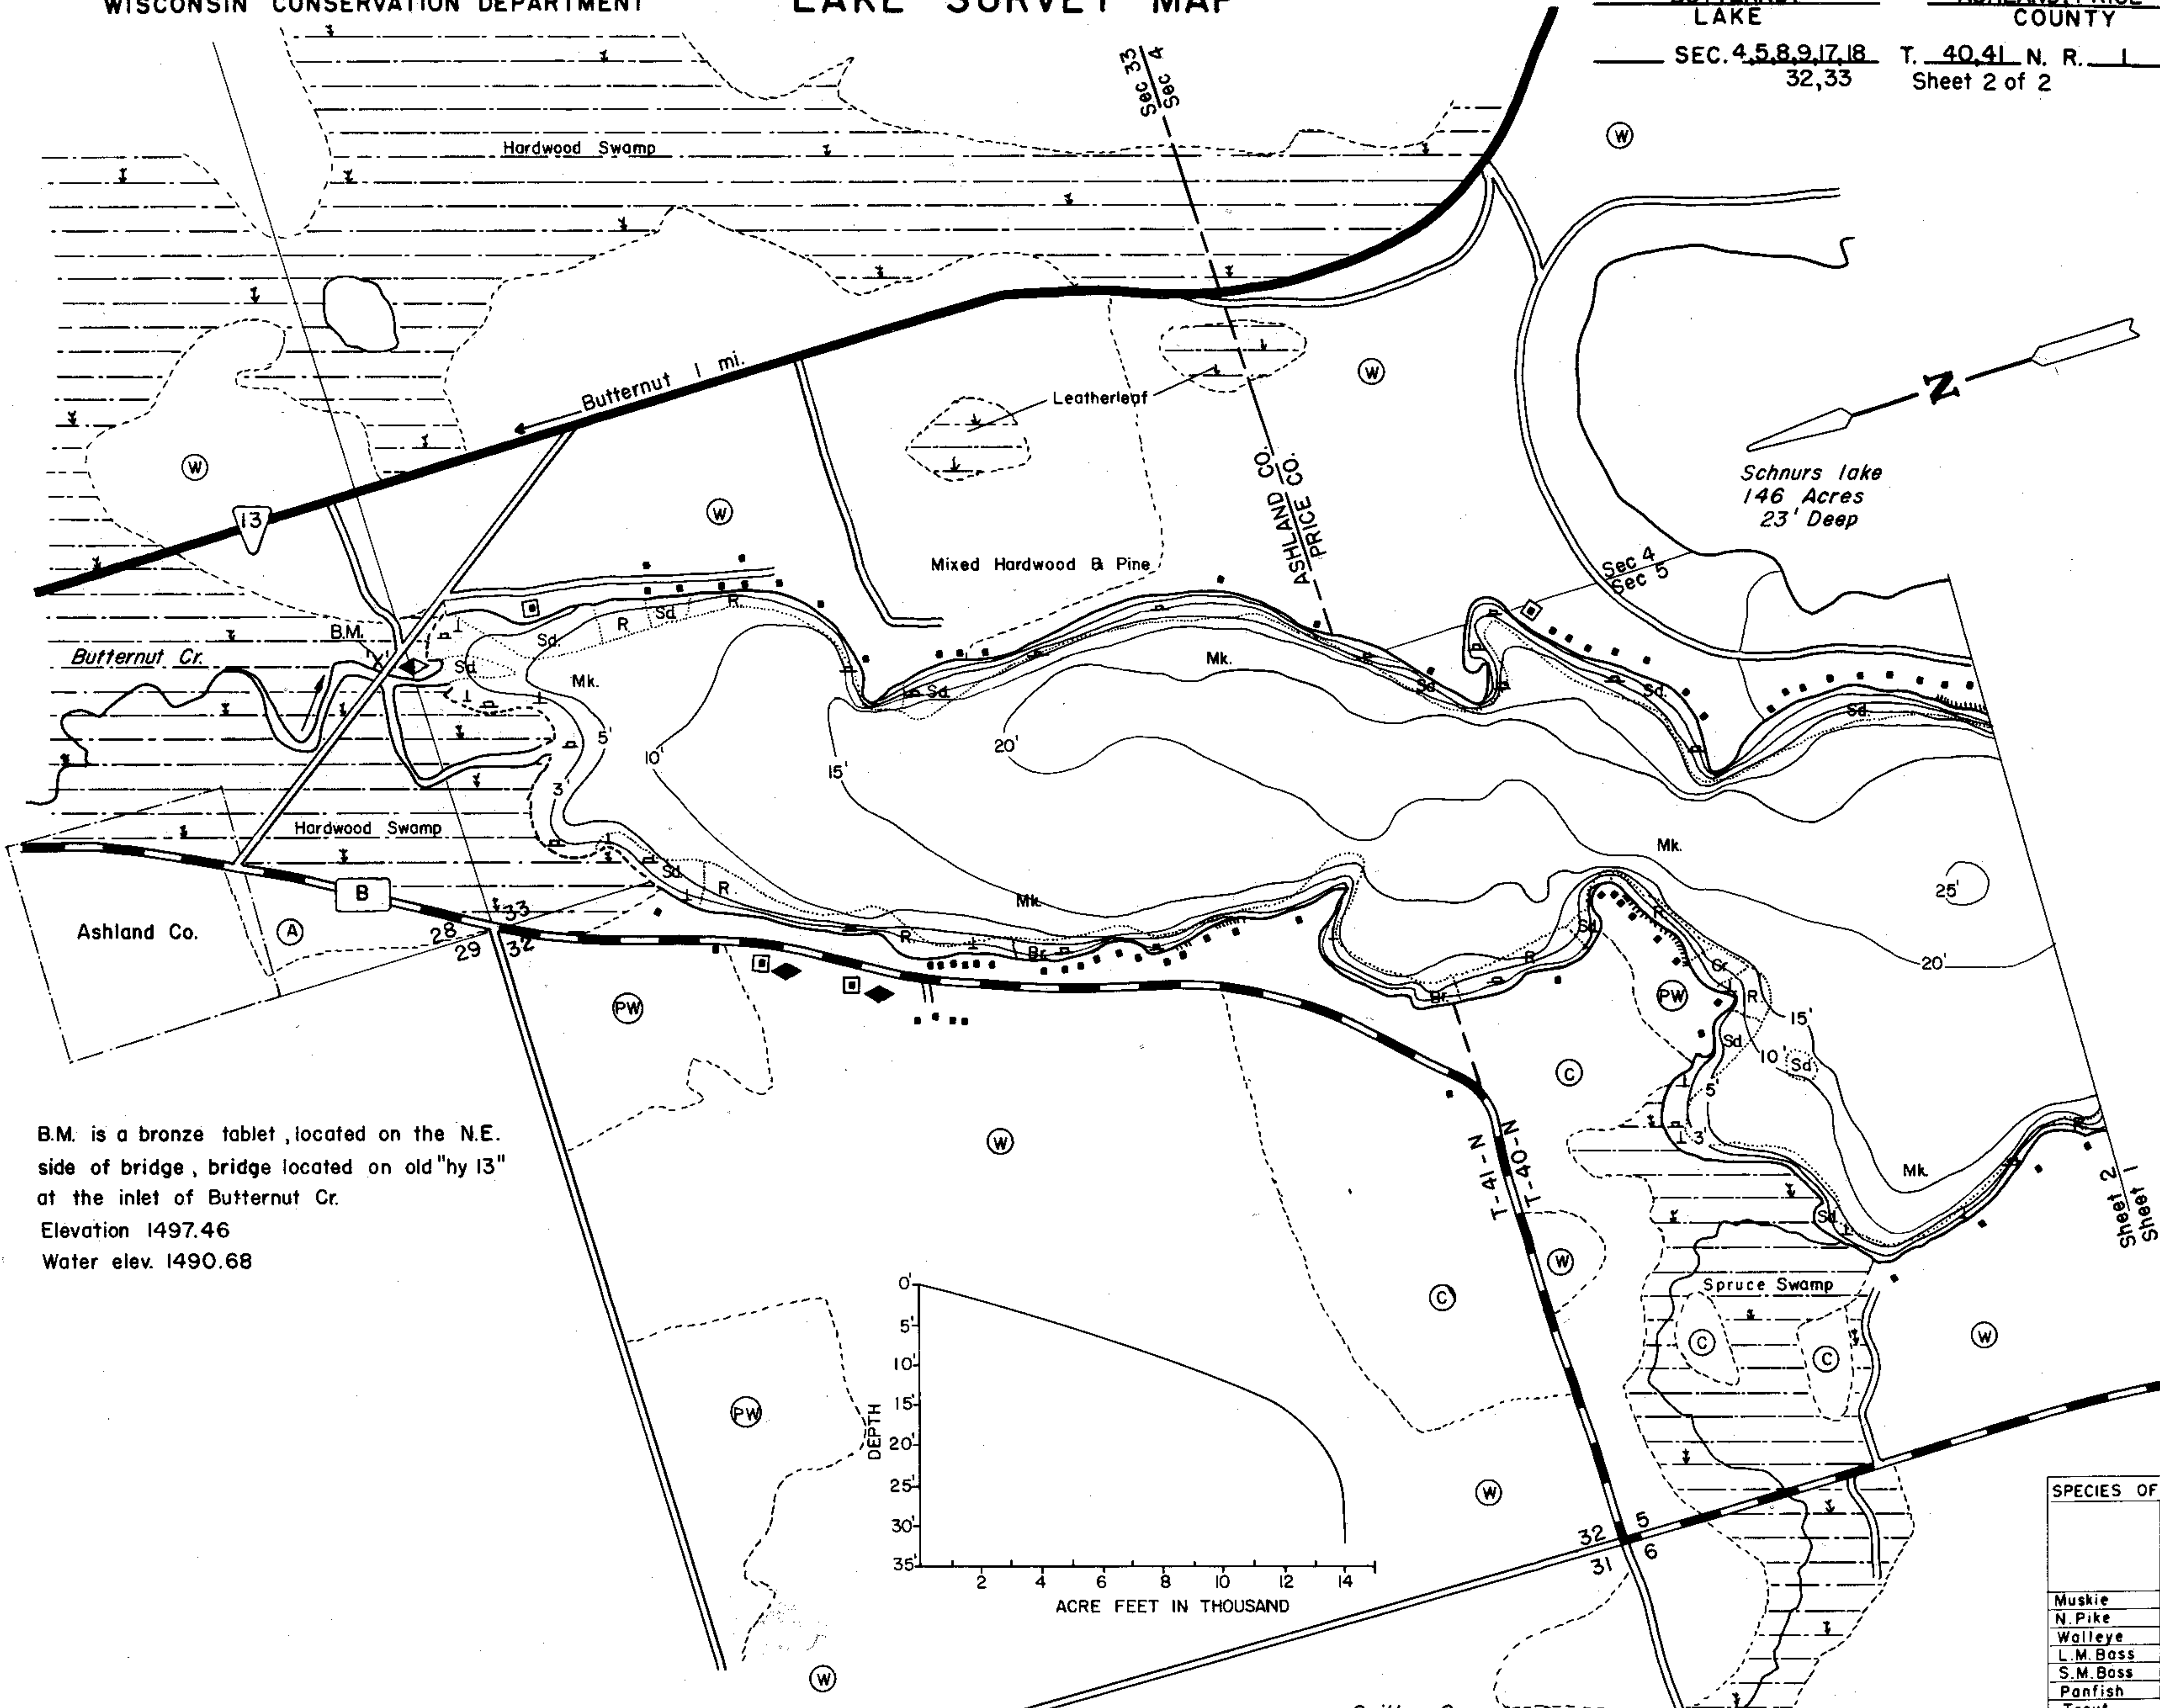 WISCONSIN CONSERVATION DEPARTMENT
LAKE SURVEY MAP
LAKE
COUNTY
SEC. 4,5,8,9,17,18 T. 40,41 N. R. 1
32,33
Sheet 2 of 2
Sec 33
Sec 4
W
Hardwood Swamp
Butternut 1 mi.
Leatherleaf
W
N
Schnurs lake
146 Acres
23' Deep
W
13
W
ASHLAND CO.
PRICE CO.
Mixed Hardwood & Pine
Sec 4
Sec 5
B.M.
'X'
Butternut Cr.
Sd.
Sd.
R
Sd.
R.
Mk.
Sd.
Mk.
Sd.
Sd.
Sd.
5'
10'
15'
20'
3'
Hardwood Swamp
Mk.
25'
B
Sd.
R
Mk.
Ashland Co.
A
28
33
29
32
R.
Br.
Br.
R
Sd.
R
Gr.
R.
20'
PW
PW
15'
Sd.
10'
Sd.
5'
3'
C
Mk.
R
Sd.
B.M. is a bronze tablet, located on the N.E.
side of bridge, bridge located on old "hy 13"
at the inlet of Butternut Cr.
Elevation 1497.46
Water elev. 1490.68
W
T-41-N
T-40-N
Sheet 2
Sheet 1
W
Spruce Swamp
C
C
C
W
PW
0'
5'
10'
15'
20'
25'
30'
35'
DEPTH
2
4
6
8
10
12
14
ACRE FEET IN THOUSAND
W
32
5
31
6
W
SPECIES OF
Muskie
N. Pike
Walleye
L.M. Bass
S.M. Bass
Panfish